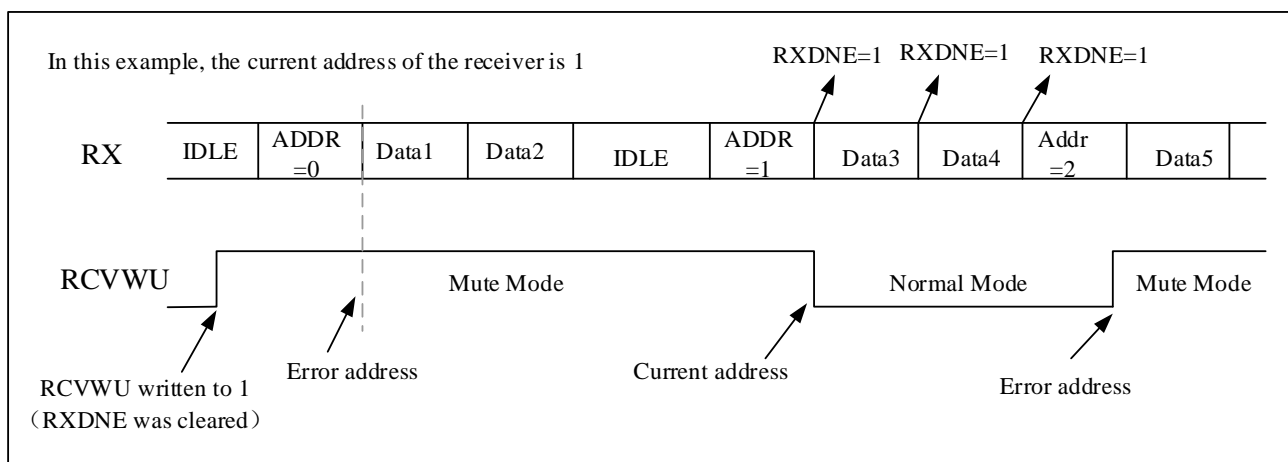 In this example, the current address of the receiver is 1
RXDNE=1 RXDNE=1 RXDNE=1
RX
IDLE
ADDR
=0
Data1
Data2
IDLE
ADDR
=1
Data3
Data4
Addr
=2
Data5
RCVWU
Mute Mode
Normal Mode
Mute Mode
RCVWU written to 1
（RXDNE was cleared）
Error address
Current address
Error address